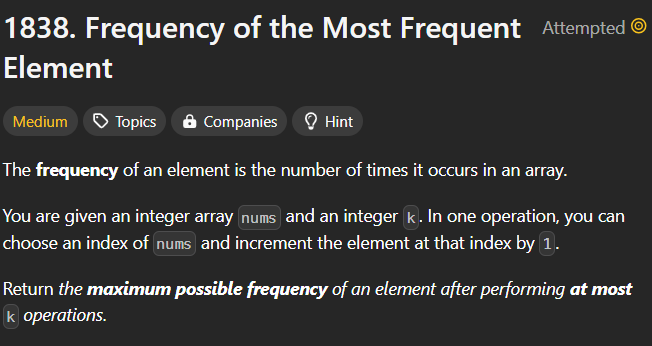 1838. Frequency of the Most Frequent Attempted
Element
Medium Topics Companies Hint
The frequency of an element is the number of times it occurs in an array.
You are given an integer array nums and an integer k. In one operation, you can
choose an index of nums and increment the element at that index by 1.
Return the maximum possible frequency of an element after performing at most
k operations.